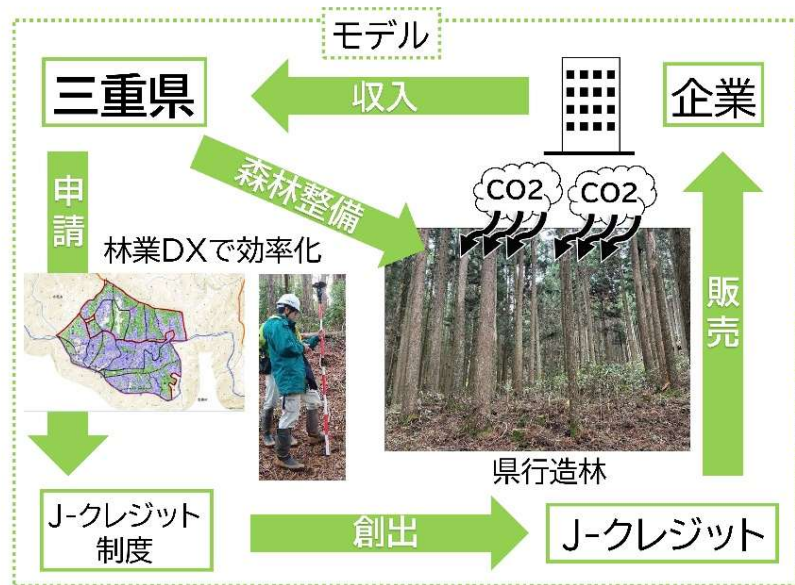 モデル
三重県
収入
企業
申請
森林整備
CO2
CO2
林業DXで効率化
販売
県行造林
J-クレジット
制度
創出
J-クレジット